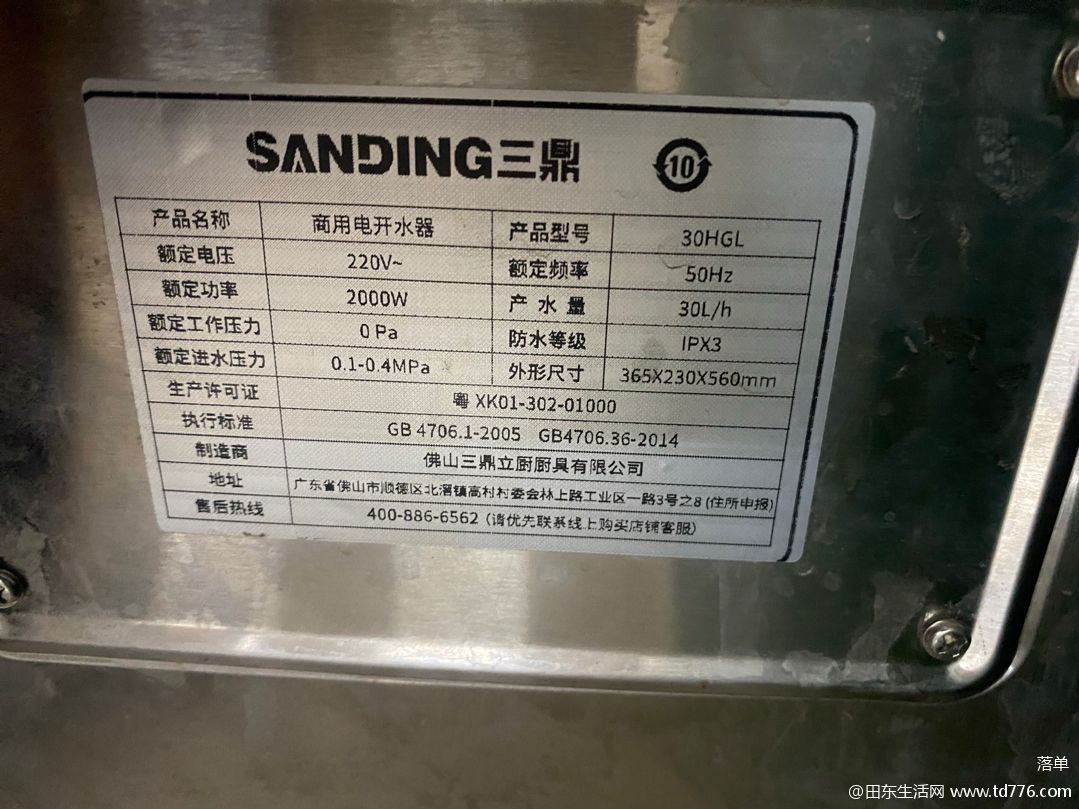 SANDING三鼎 10
产品名称 商用电开水器 产品型号 30HGL
额定电压 220V~ 额定频率 50Hz
额定功率 2000W 产水量 30L/h
额定工作压力 0 Pa 防水等级 IPX3
额定进水压力 0.1-0.4MPa 外形尺寸 365X230X560mm
生产许可证 粤 XK01-302-01000
执行标准 GB 4706.1-2005 GB4706.36-2014
制造商 佛山三鼎立厨厨具有限公司
地址 广东省佛山市顺德区北滘镇高村村委会林上路工业区一路3号之8 (住所申报)
售后热线 400-886-6562 (请优先联系线上购买店铺客服)
落单
@田东生活网 www.td776.com